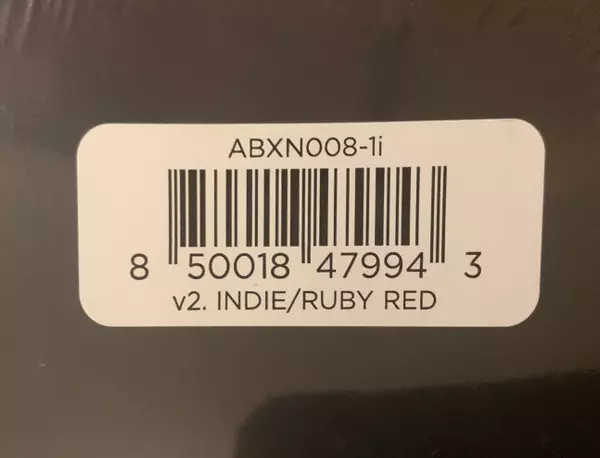 ABXN008-1i
8 50018 47994 3
v2. INDIE/RUBY RED